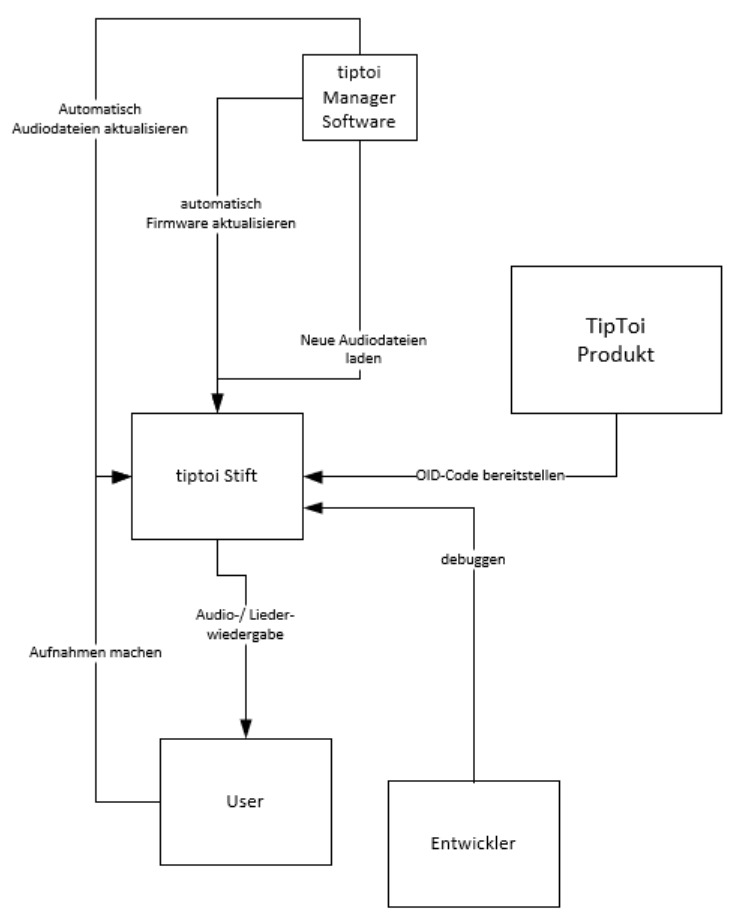 tiptoi
Manager
Software
Automatisch
Audiodateien aktualisieren
automatisch
Firmware aktualisieren
Neue Audiodateien
laden
TipToi
Produkt
tiptoi Stift
OID-Code bereitstellen
debuggen
Audio-/ Lieder-
wiedergabe
Aufnahmen machen
User
Entwickler